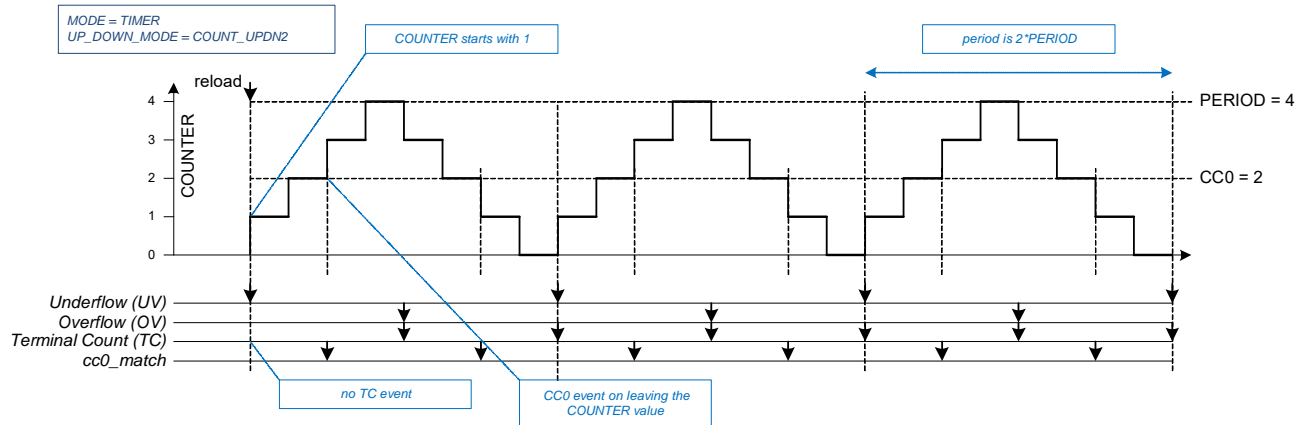 MODE = TIMER
UP_DOWN_MODE = COUNT_UPDN2
COUNTER starts with 1
period is 2*PERIOD
reload
COUNTER
4
3
2
1
0
PERIOD = 4
CC0 = 2
Underflow (UV)
Overflow (OV)
Terminal Count (TC)
cc0_match
no TC event
CC0 event on leaving the
COUNTER value